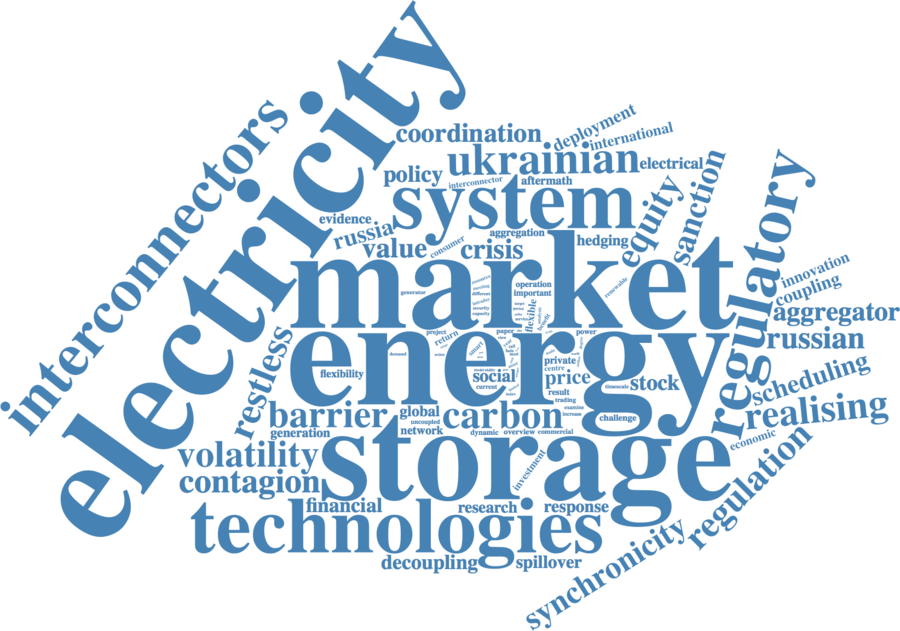 electricity
interconnectors
coordination
deployment
international
ukrainian
electrical
policy
interconnector
aftermath
system
equity
sanction
evidence
russia
value
consumer
crisis
aggregation
hedging
regulatory
market
innovation
coupling
aggregator
russian
generator
operation
important
renewable
flexible
benefit
security
capacity
different
restless
energy
project
return
paper
power
smart
demand
flexibility
social
current
private
centre
price
result
trading
examine
increase
timescale
stock
challenge
scheduling
realising
barrier
global
uncoupled
network
carbon
generation
dynamic
overview
commercial
economic
volatility
contagion
storage
investment
regulation
financial
research
response
technologies
decoupling
spillover
synchronicity